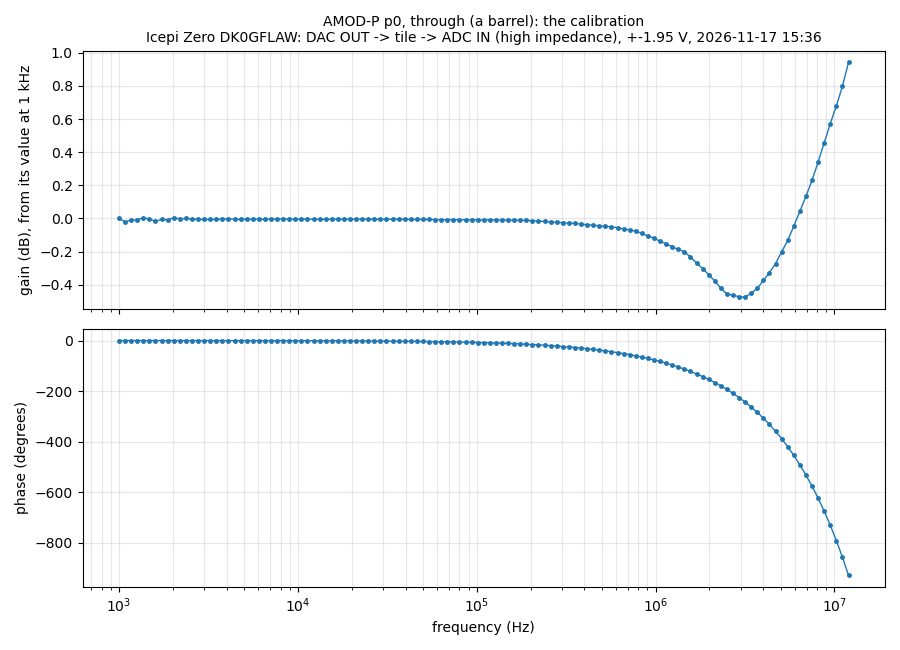 AMOD-P p0, through (a barrel): the calibration
Icepi Zero DK0GFLAW: DAC OUT -> tile -> ADC IN (high impedance), +-1.95 V, 2026-11-17 15:36
gain (dB), from its value at 1 kHz
1.0
0.8
0.6
0.4
0.2
0.0
−0.2
−0.4
phase (degrees)
0
−200
−400
−600
−800
10³ 10⁴ 10⁵ 10⁶ 10⁷
frequency (Hz)